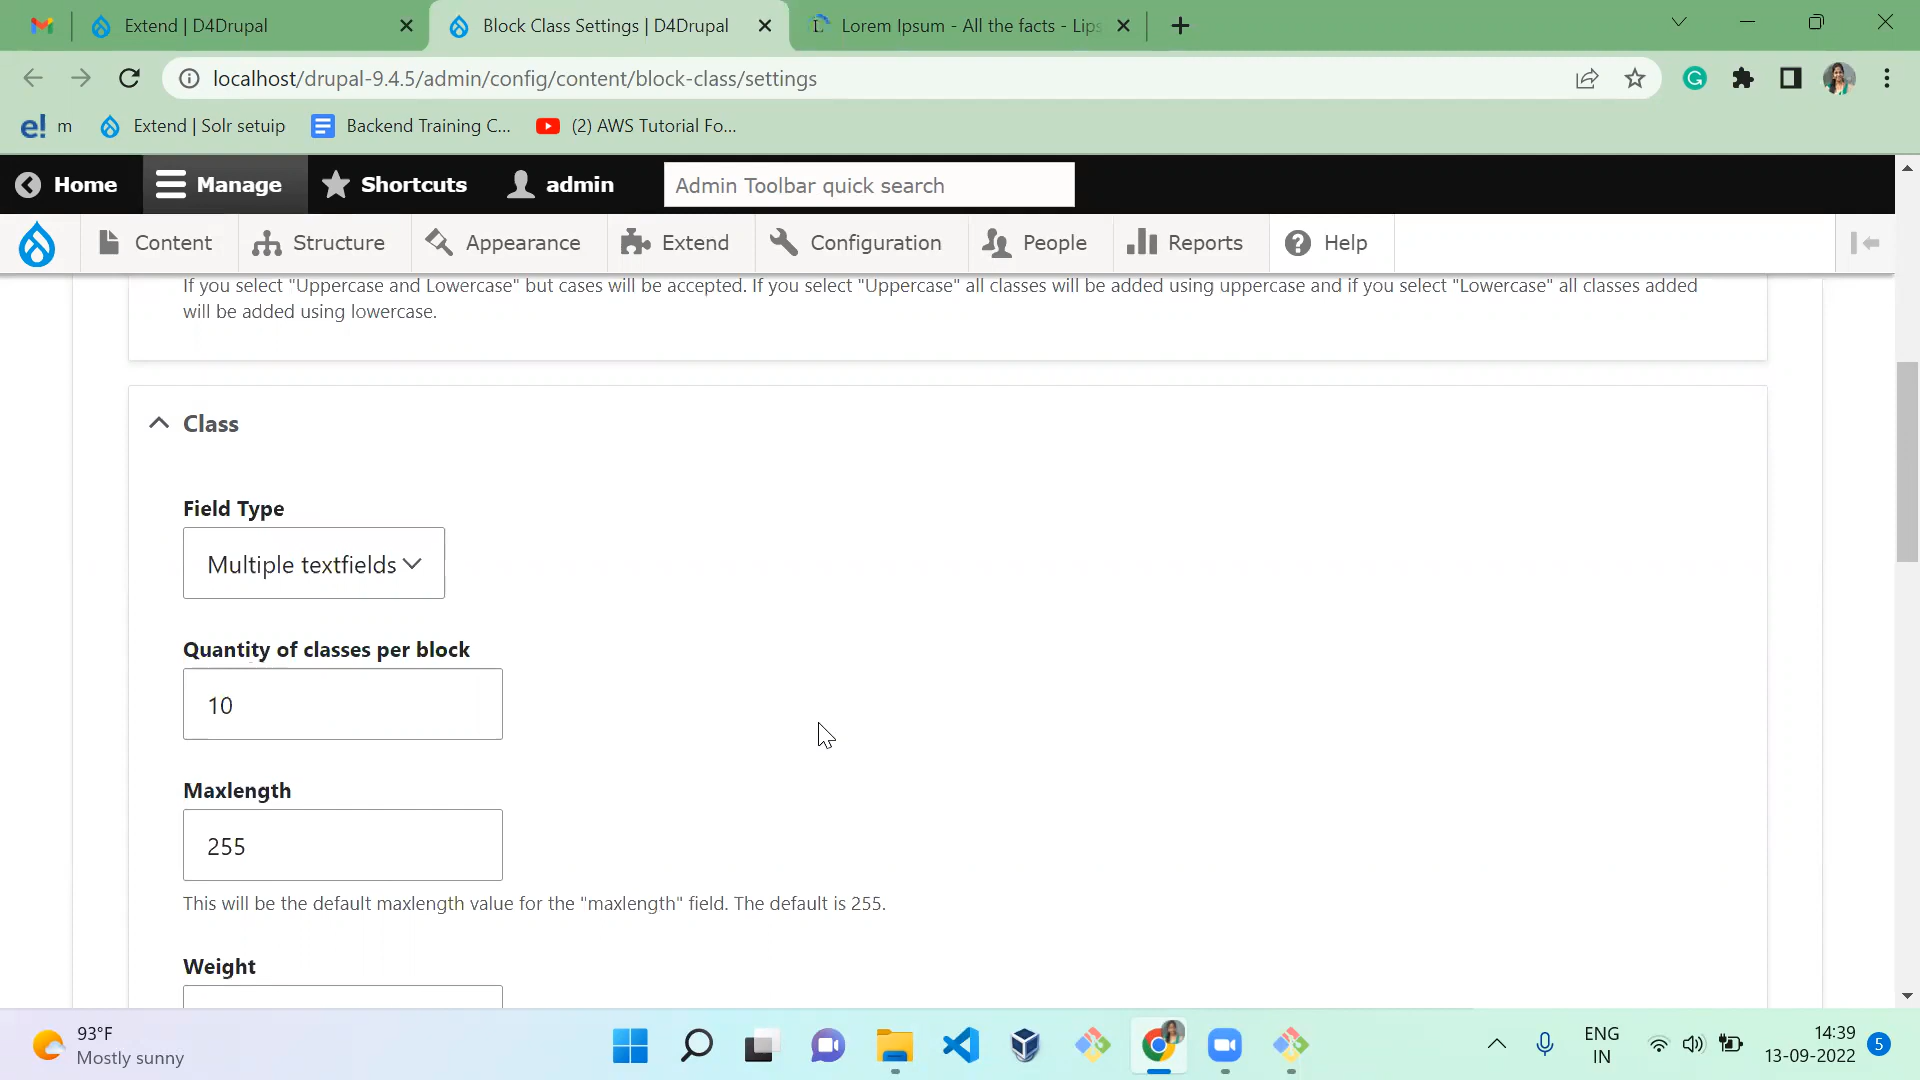 Extend | D4Drupal
Block Class Settings | D4Drupal
Lorem Ipsum - All the facts - Lips
localhost/drupal-9.4.5/admin/config/content/block-class/settings
e! m
Extend | Solr setuip
Backend Training C...
(2) AWS Tutorial Fo...
Home
Manage
Shortcuts
admin
Admin Toolbar quick search
Content
Structure
Appearance
Extend
Configuration
People
Reports
Help
If you select "Uppercase and Lowercase" but cases will be accepted. If you select "Uppercase" all classes will be added using uppercase and if you select "Lowercase" all classes added
will be added using lowercase.
Class
Field Type
Multiple textfields
Quantity of classes per block
10
Maxlength
255
This will be the default maxlength value for the "maxlength" field. The default is 255.
Weight
93°F
Mostly sunny
ENG
IN
14:39
13-09-2022
5